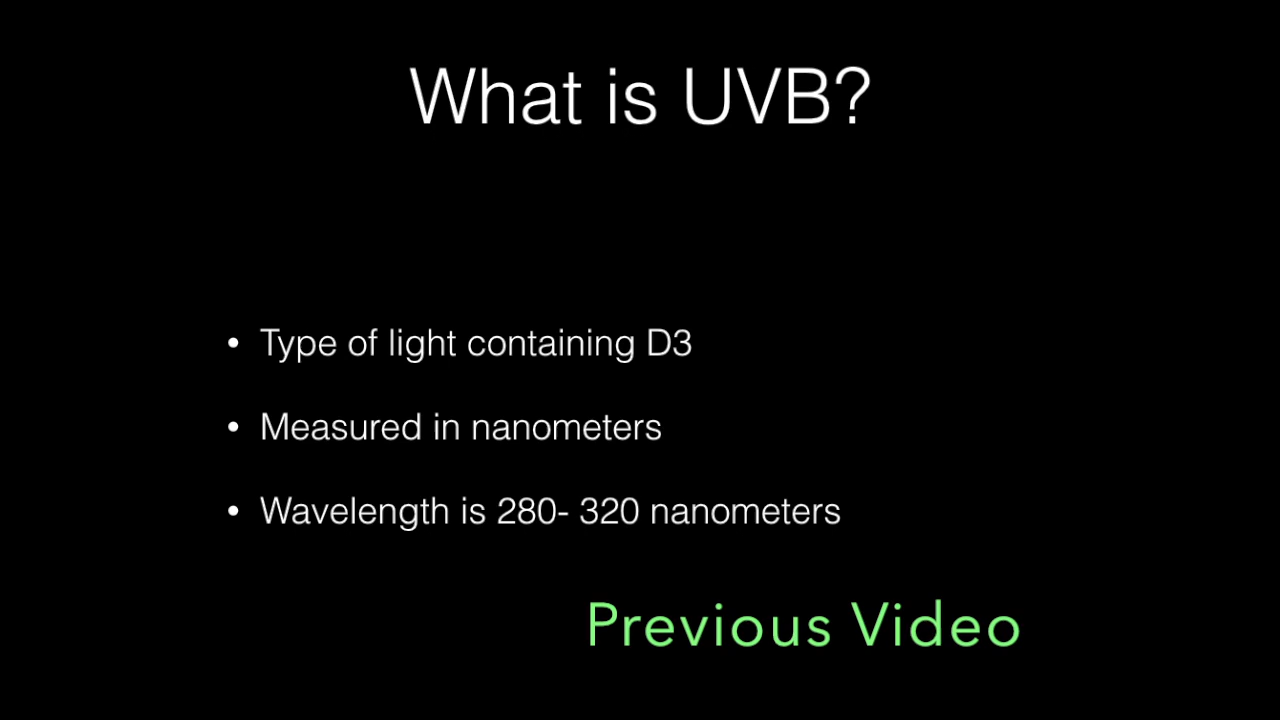 What is UVB?
• Type of light containing D3
• Measured in nanometers
• Wavelength is 280- 320 nanometers
Previous Video